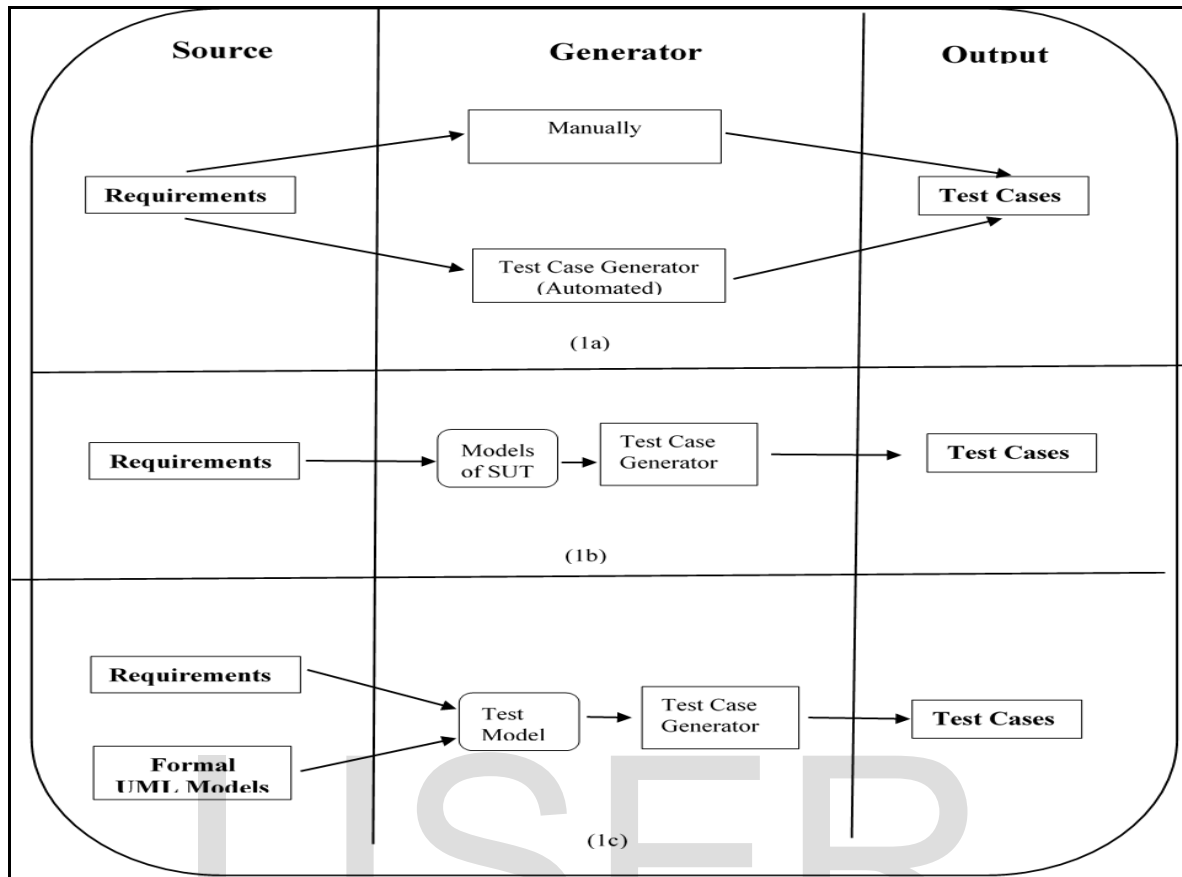 Source
Generator
Output
Manually
Requirements
Test Cases
Test Case Generator
(Automated)
(1a)
Requirements
Models
of SUT
Test Case
Generator
Test Cases
(1b)
Requirements
Formal
UML Models
Test
Model
Test Case
Generator
Test Cases
(1c)